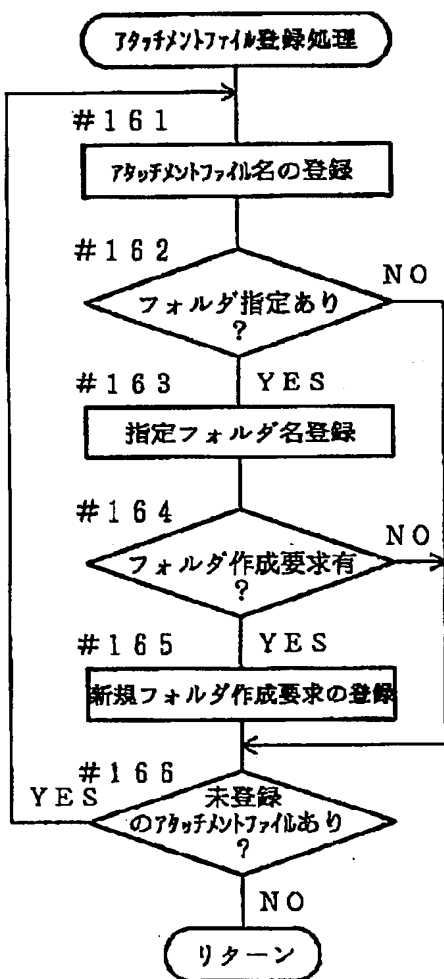 アタッチメントファイル登録処理
#161
アタッチメントファイル名の登録
#162
NO
フォルダ指定あり
?
#163
YES
指定フォルダ名登録
#164
NO
フォルダ作成要求有
?
#165
YES
新規フォルダ作成要求の登録
#166
YES
未登録
のアタッチメントファイルあり
?
NO
リターン